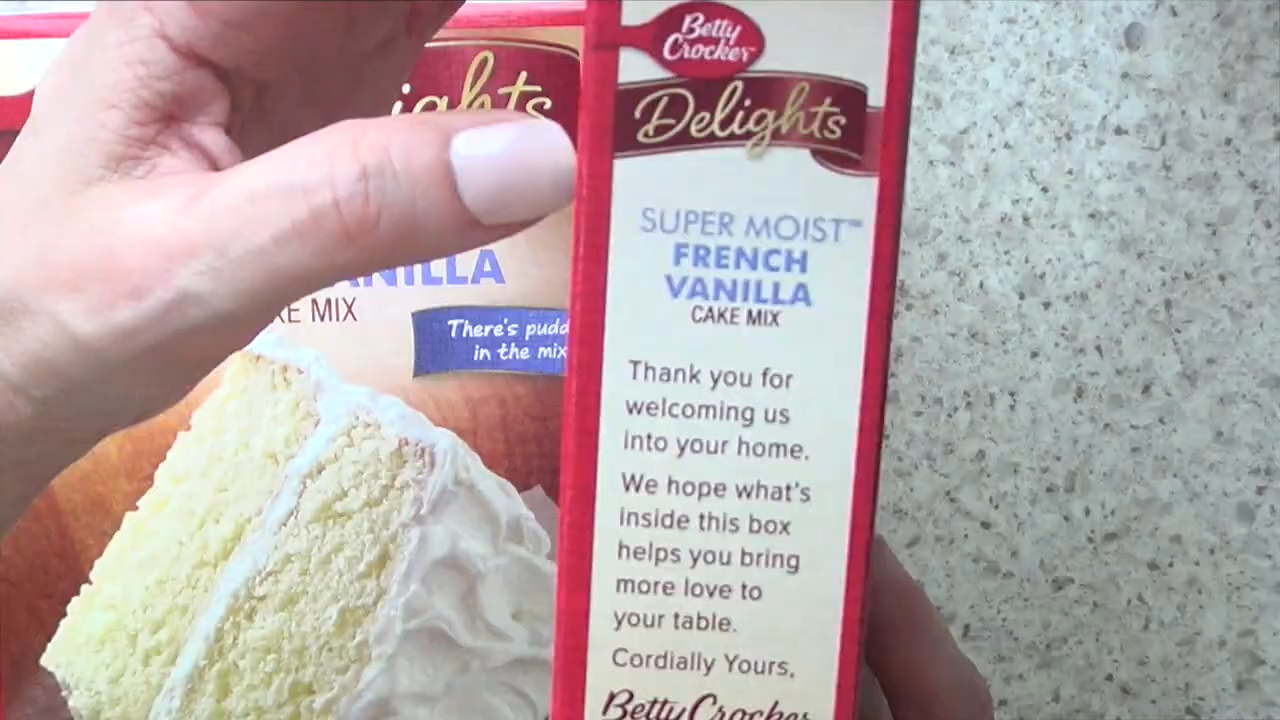 ights
ANILLA
KE MIX
There's pudd
in the mix
Betty
Crocker™
Delights
SUPER MOIST™
FRENCH
VANILLA
CAKE MIX
Thank you for
welcoming us
into your home.
We hope what's
inside this box
helps you bring
more love to
your table.
Cordially Yours,
Betty Crocker